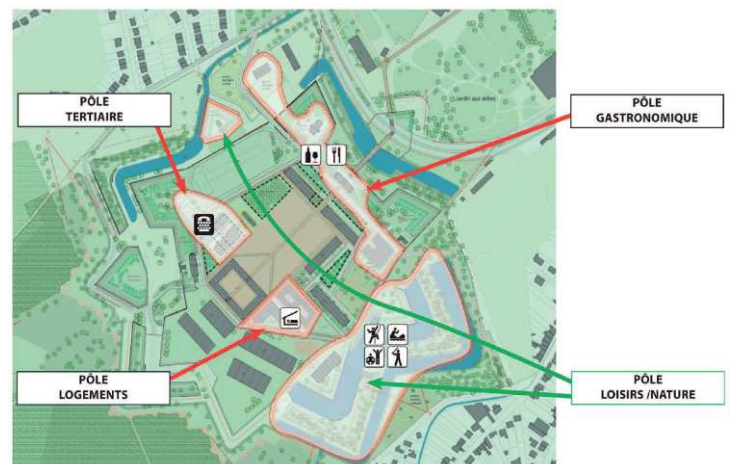 PÔLE
TERTIAIRE
PÔLE
GASTRONOMIQUE
PÔLE
LOGEMENTS
PÔLE
LOISIRS /NATURE